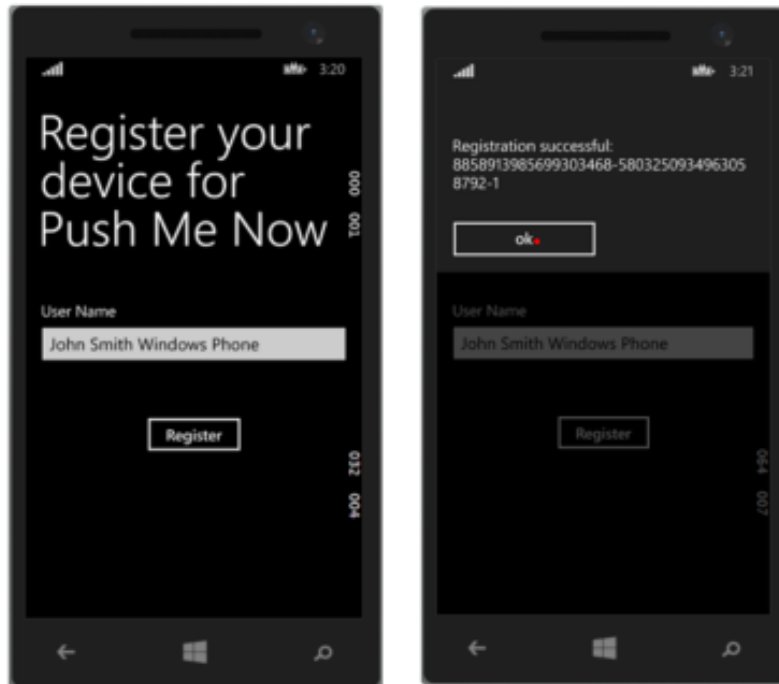 3:20
Register your
device for
Push Me Now
000 001
User Name
John Smith Windows Phone
Register
032 004
3:21
Registration successful:
8858913985699303468-580325093496305
8792-1
ok
User Name
John Smith Windows Phone
Register
064 007